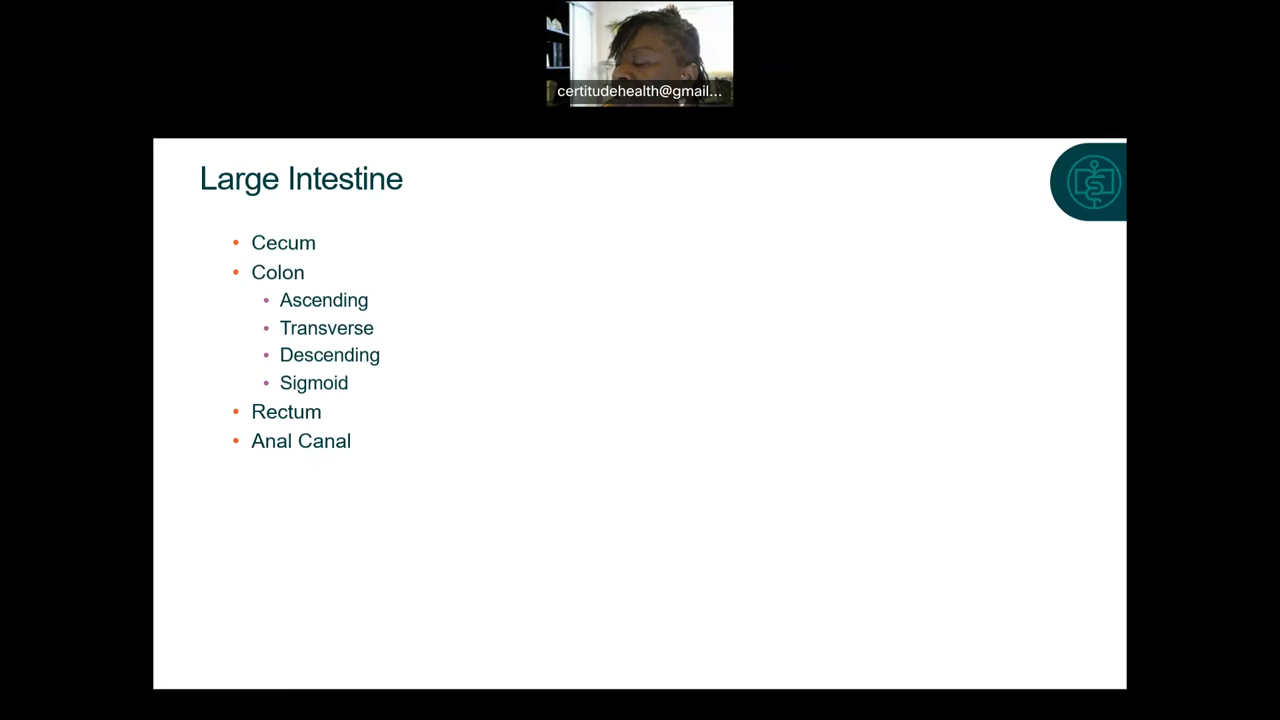 certitudehealth@gmail...
Large Intestine
• Cecum
• Colon
• Ascending
• Transverse
• Descending
• Sigmoid
• Rectum
• Anal Canal